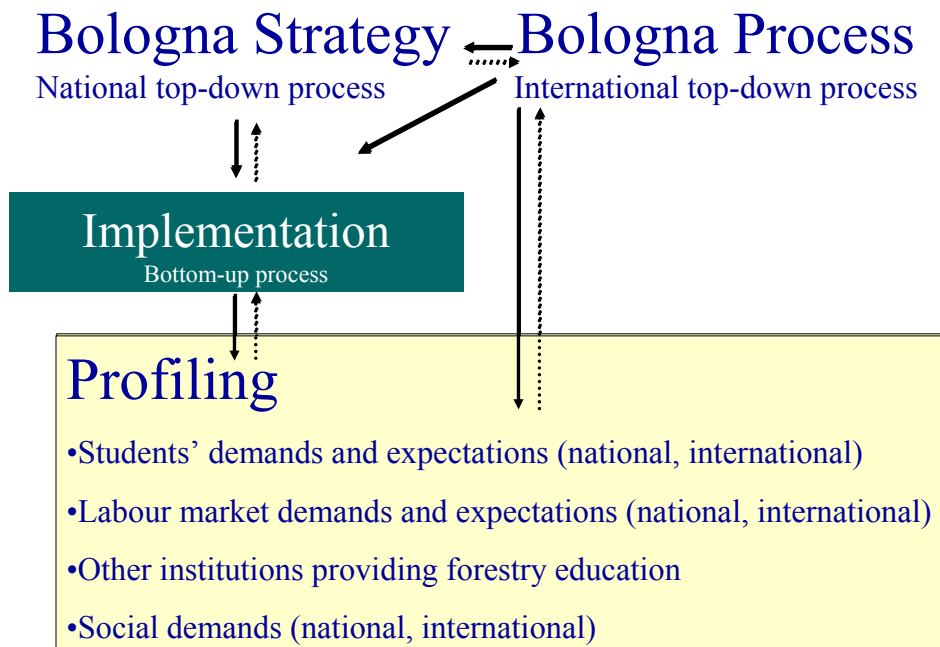 Bologna Strategy
Bologna Process
National top-down process
International top-down process
Implementation
Bottom-up process
Profiling
•Students’ demands and expectations (national, international)
•Labour market demands and expectations (national, international)
•Other institutions providing forestry education
•Social demands (national, international)